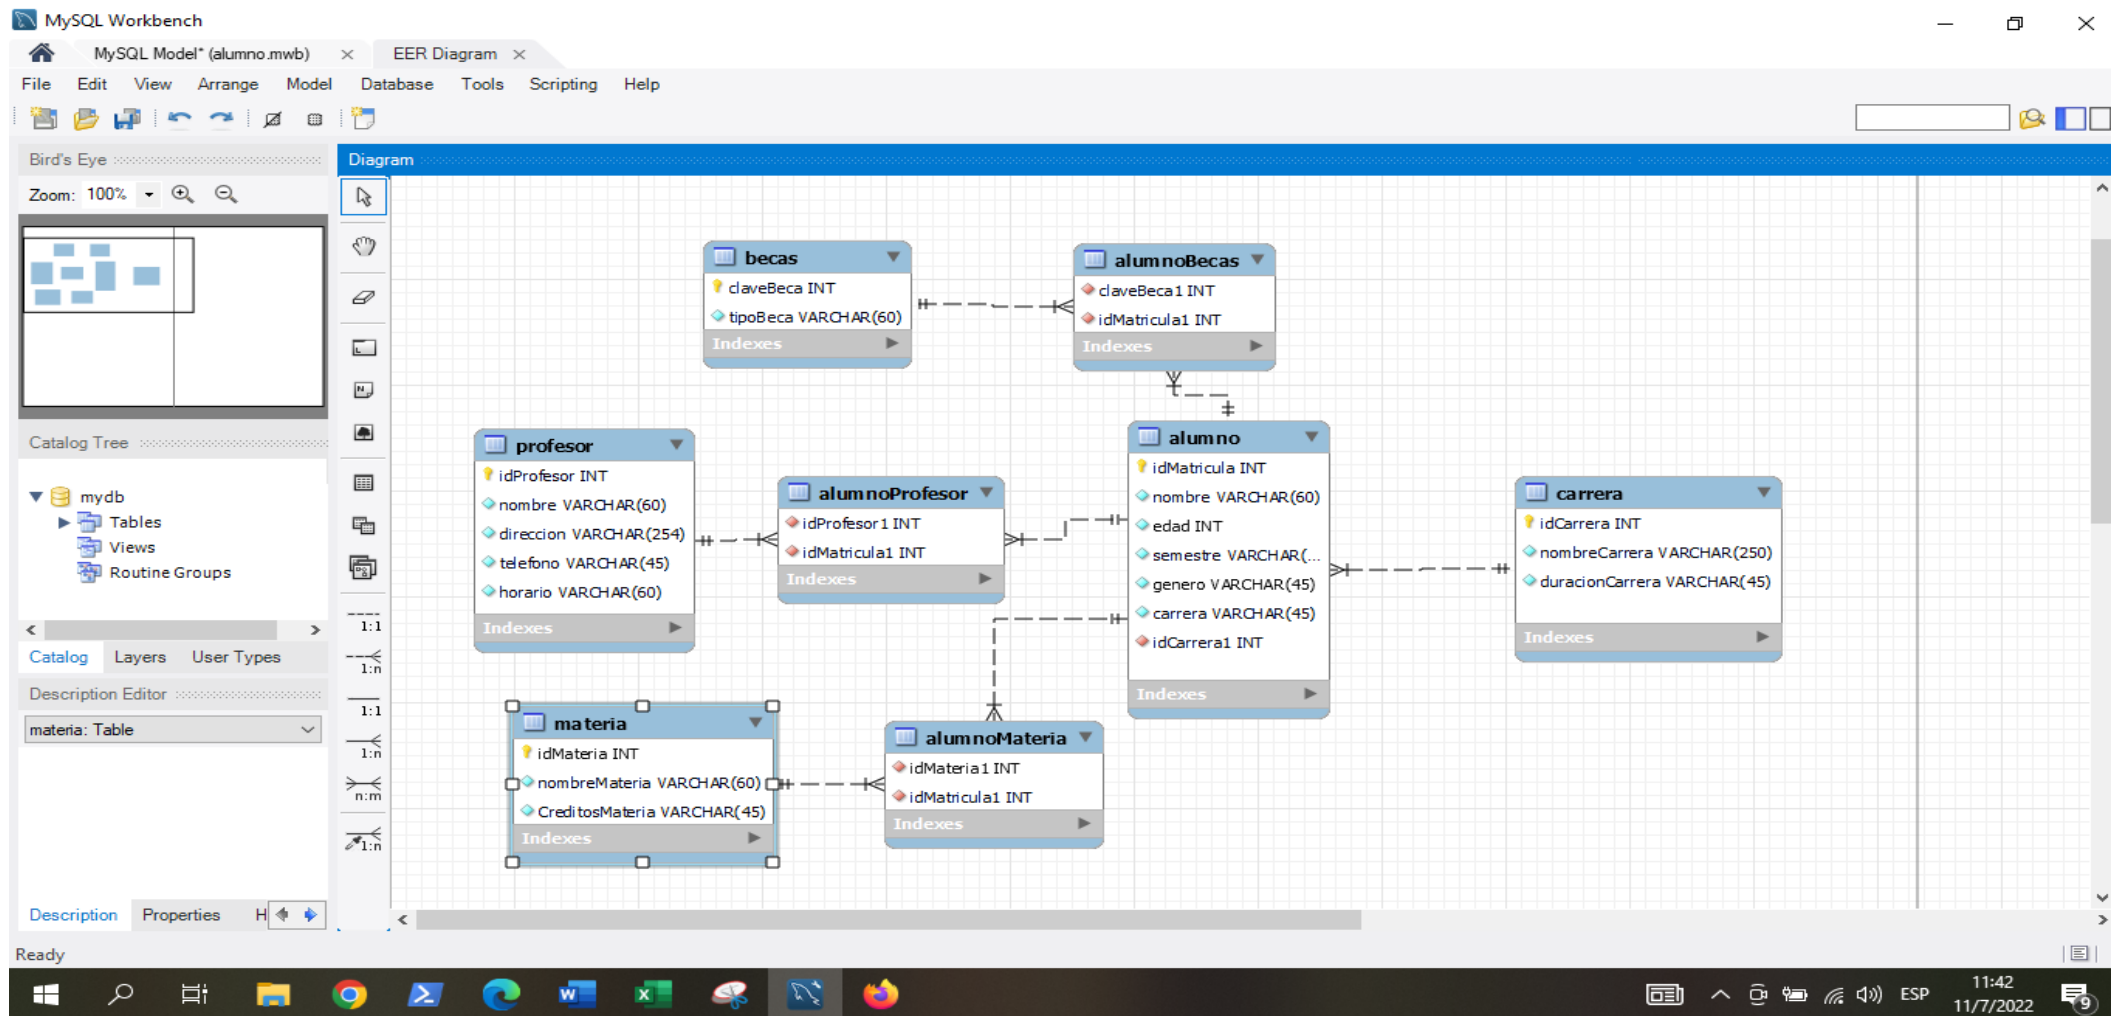 MySQL Workbench
MySQL Model* (alumno.mwb)
EER Diagram
File Edit View Arrange Model Database Tools Scripting Help
Bird's Eye
Zoom: 100%
Diagram
becas
claveBeca INT
tipoBeca VARCHAR(60)
Indexes
alumnoBecas
claveBeca1 INT
idMatricula1 INT
Indexes
Catalog Tree
mydb
Tables
Views
Routine Groups
Catalog Layers User Types
Description Editor
materia: Table
Description Properties H
1:1
1:n
1:1
1:n
n:m
1:n
profesor
idProfesor INT
nombre VARCHAR(60)
direccion VARCHAR(254)
telefono VARCHAR(45)
horario VARCHAR(60)
Indexes
alumnoProfesor
idProfesor1 INT
idMatricula1 INT
Indexes
alumno
idMatricula INT
nombre VARCHAR(60)
edad INT
semestre VARCHAR(...
genero VARCHAR(45)
carrera VARCHAR(45)
idCarrera1 INT
Indexes
carrera
idCarrera INT
nombreCarrera VARCHAR(250)
duracionCarrera VARCHAR(45)
Indexes
materia
idMateria INT
nombreMateria VARCHAR(60)
CreditosMateria VARCHAR(45)
Indexes
alumnoMateria
idMateria1 INT
idMatricula1 INT
Indexes
Ready
ESP
11:42
11/7/2022
9